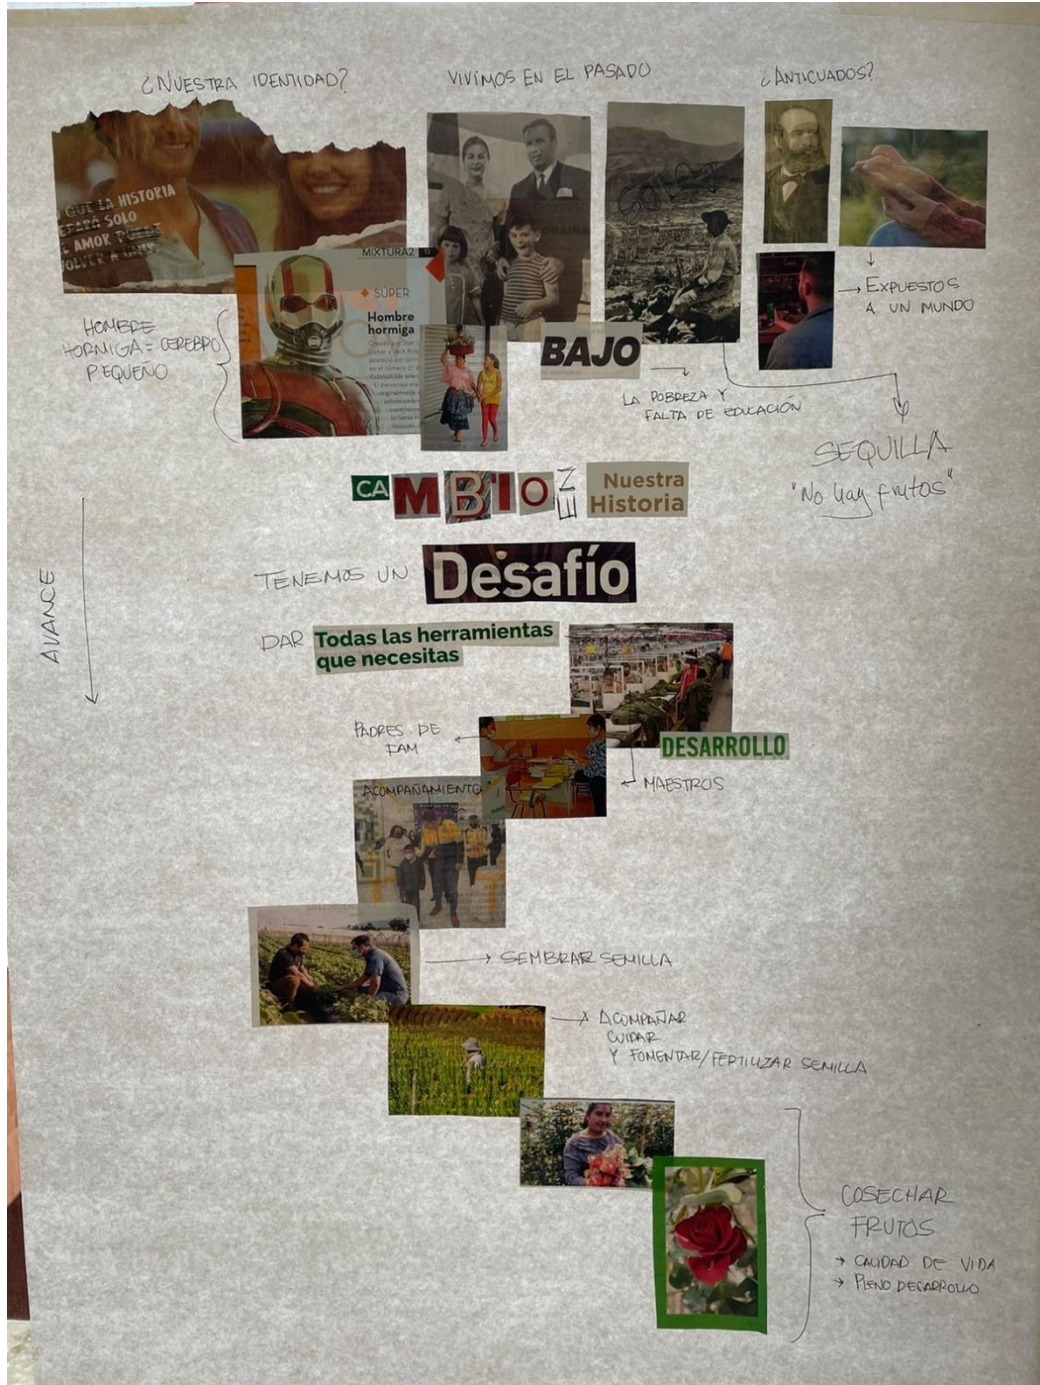 ¿NUESTRA IDENTIDAD?
VIVIMOS EN EL PASADO
¿ANTICUADOS?
QUE LA HISTORIA
SOLO
AMOR PUEDE
VOLVER A
MIXTURA2
SÚPER
Hombre
hormiga
HOMBRE
HORMIGA = CEREBRO
PEQUEÑO
BAJO
LA POBREZA Y
FALTA DE EDUCACIÓN
EXPUESTOS
A UN MUNDO
SEQUILLA
"No hay frutos"
CAMBIO EN Nuestra
Historia
TENEMOS UN Desafío
DAR Todas las herramientas
que necesitas
AVANCE
DESARROLLO
PADRES DE
FAM
MAESTROS
ACOMPAÑAMIENTO
SEMBRAR SEMILLA
ACOMPAÑAR
CUIDAR
Y FOMENTAR/FERTILIZAR SEMILLA
COSECHAR
FRUTOS
→ CALIDAD DE VIDA
→ PLENO DESARROLLO